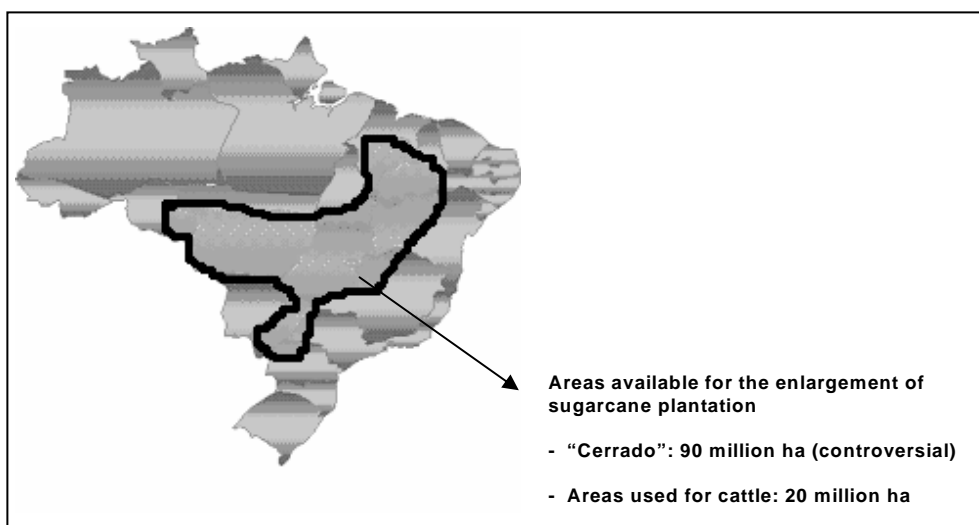 Areas available for the enlargement of
sugarcane plantation
- “Cerrado”: 90 million ha (controversial)
- Areas used for cattle: 20 million ha